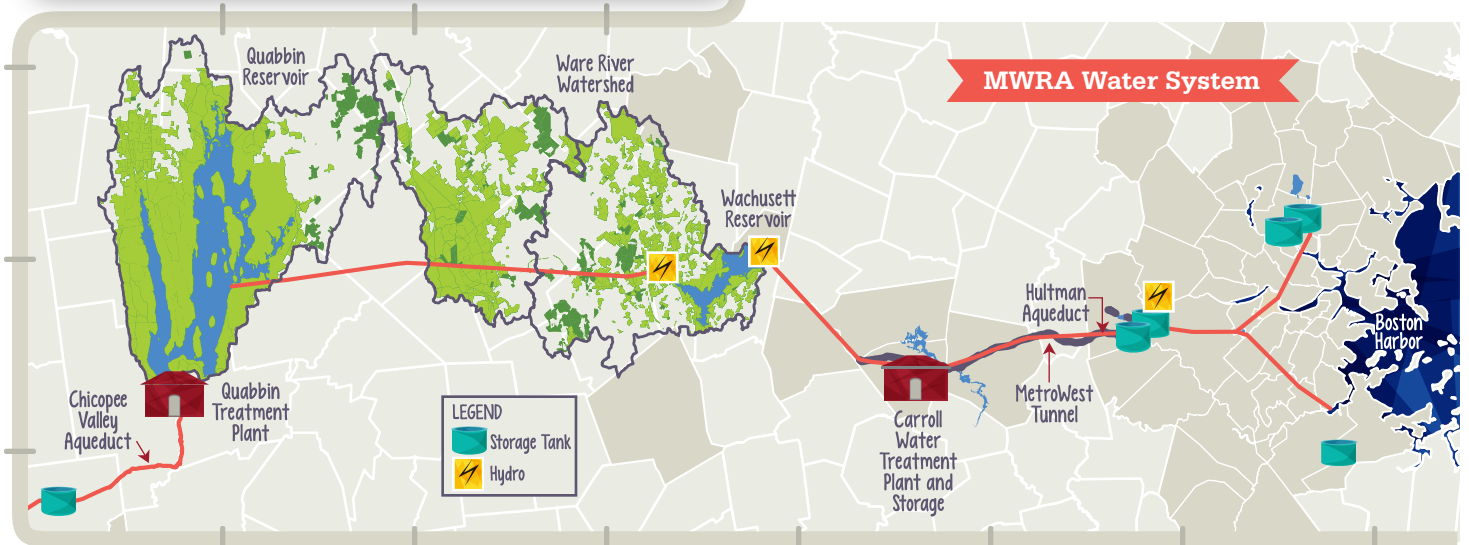 MWRA Water System
Quabbin
Reservoir
Ware River
Watershed
Wachusett
Reservoir
Hultman
Aqueduct
Boston
Harbor
MetroWest
Tunnel
Chicopee
Valley
Aqueduct
Quabbin
Treatment
Plant
Carroll
Water
Treatment
Plant and
Storage
LEGEND
Storage Tank
Hydro